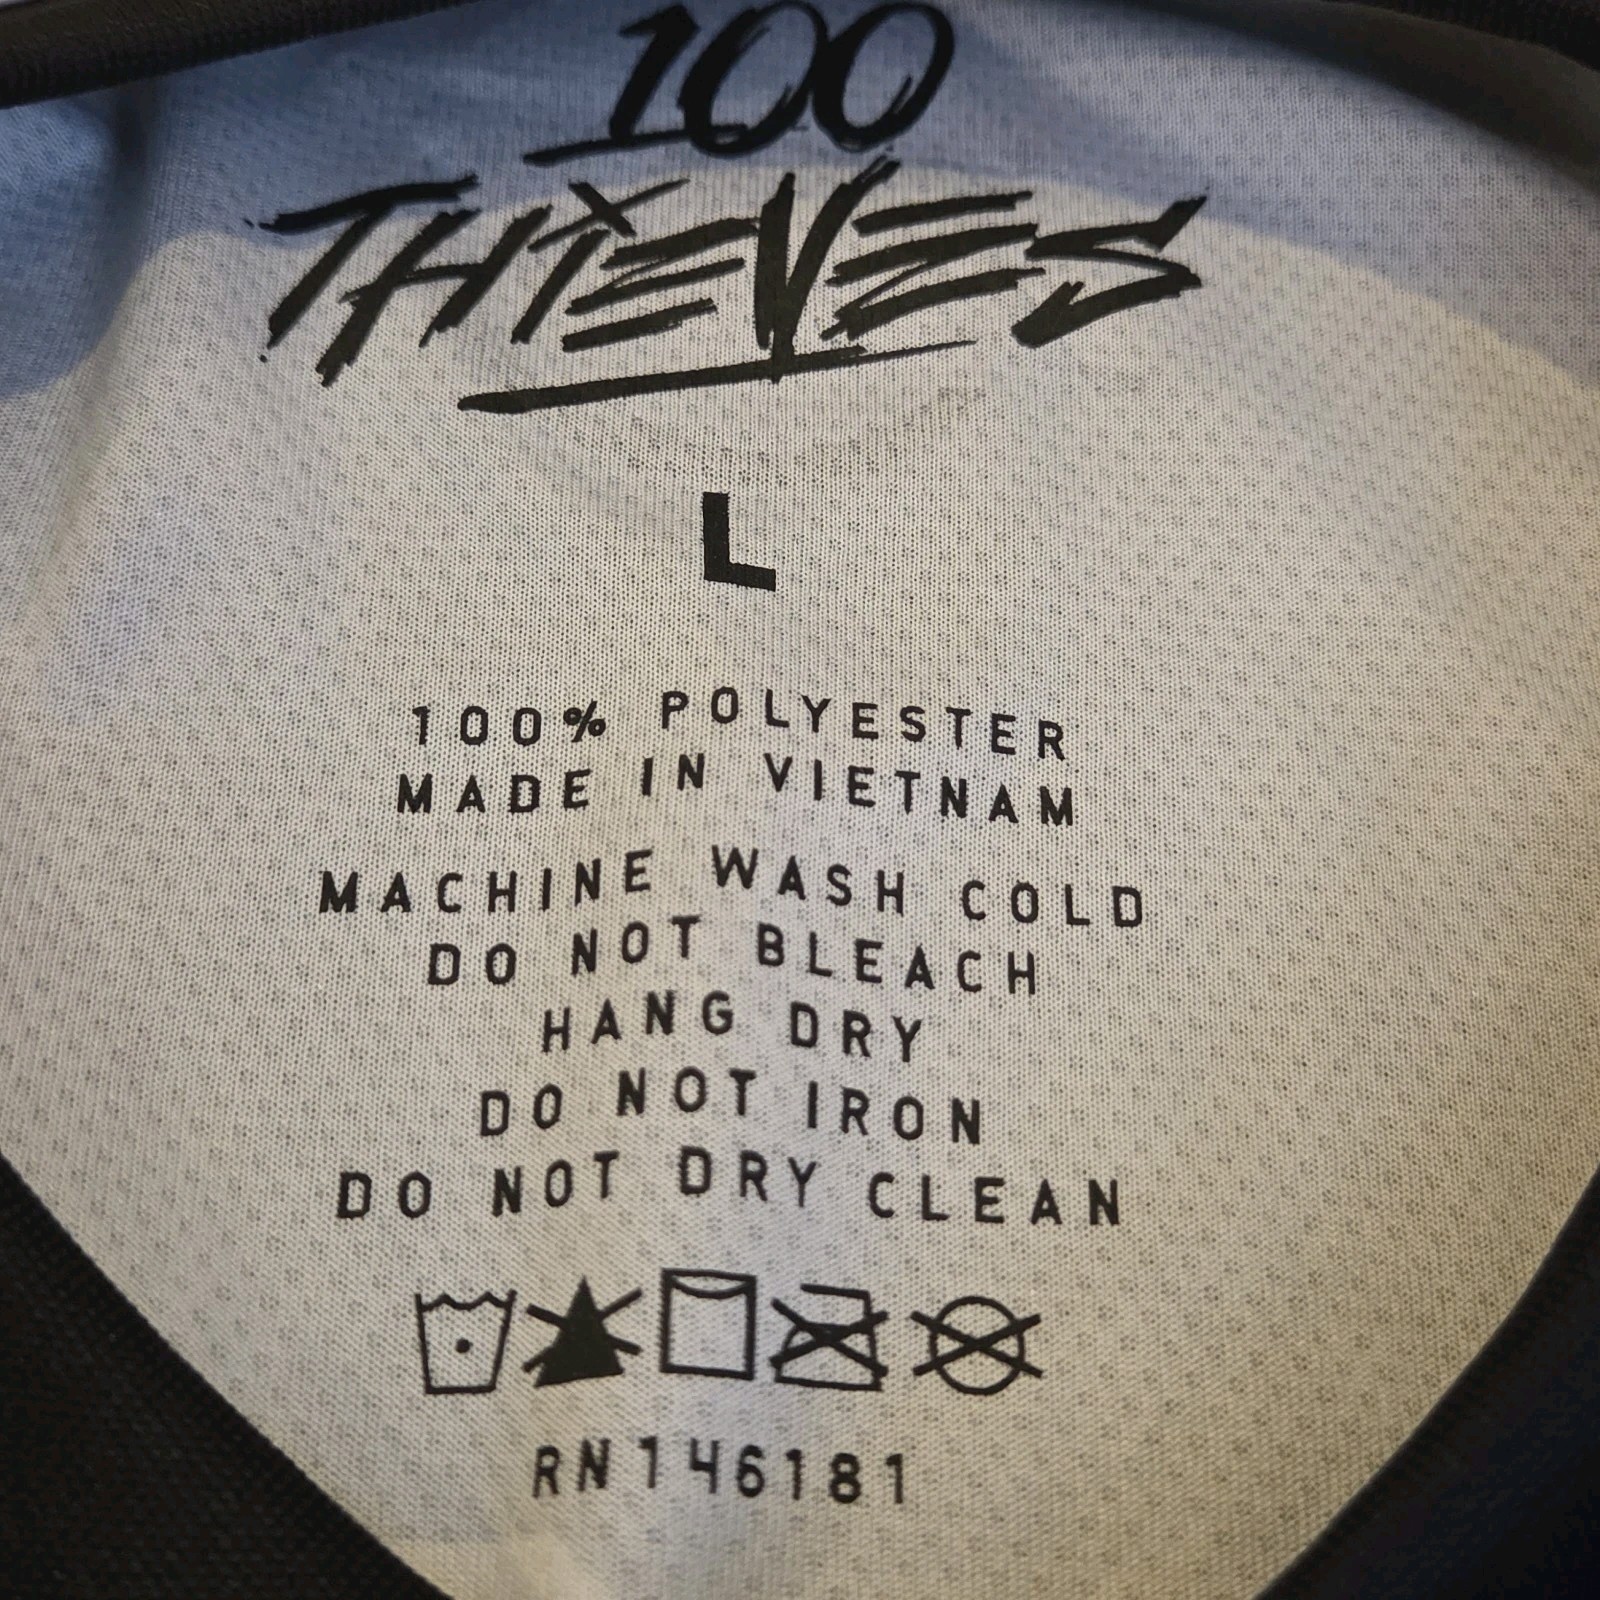 100
THIEVES
L
100% POLYESTER
MADE IN VIETNAM
MACHINE WASH COLD
DO NOT BLEACH
HANG DRY
DO NOT IRON
DO NOT DRY CLEAN
RN146181